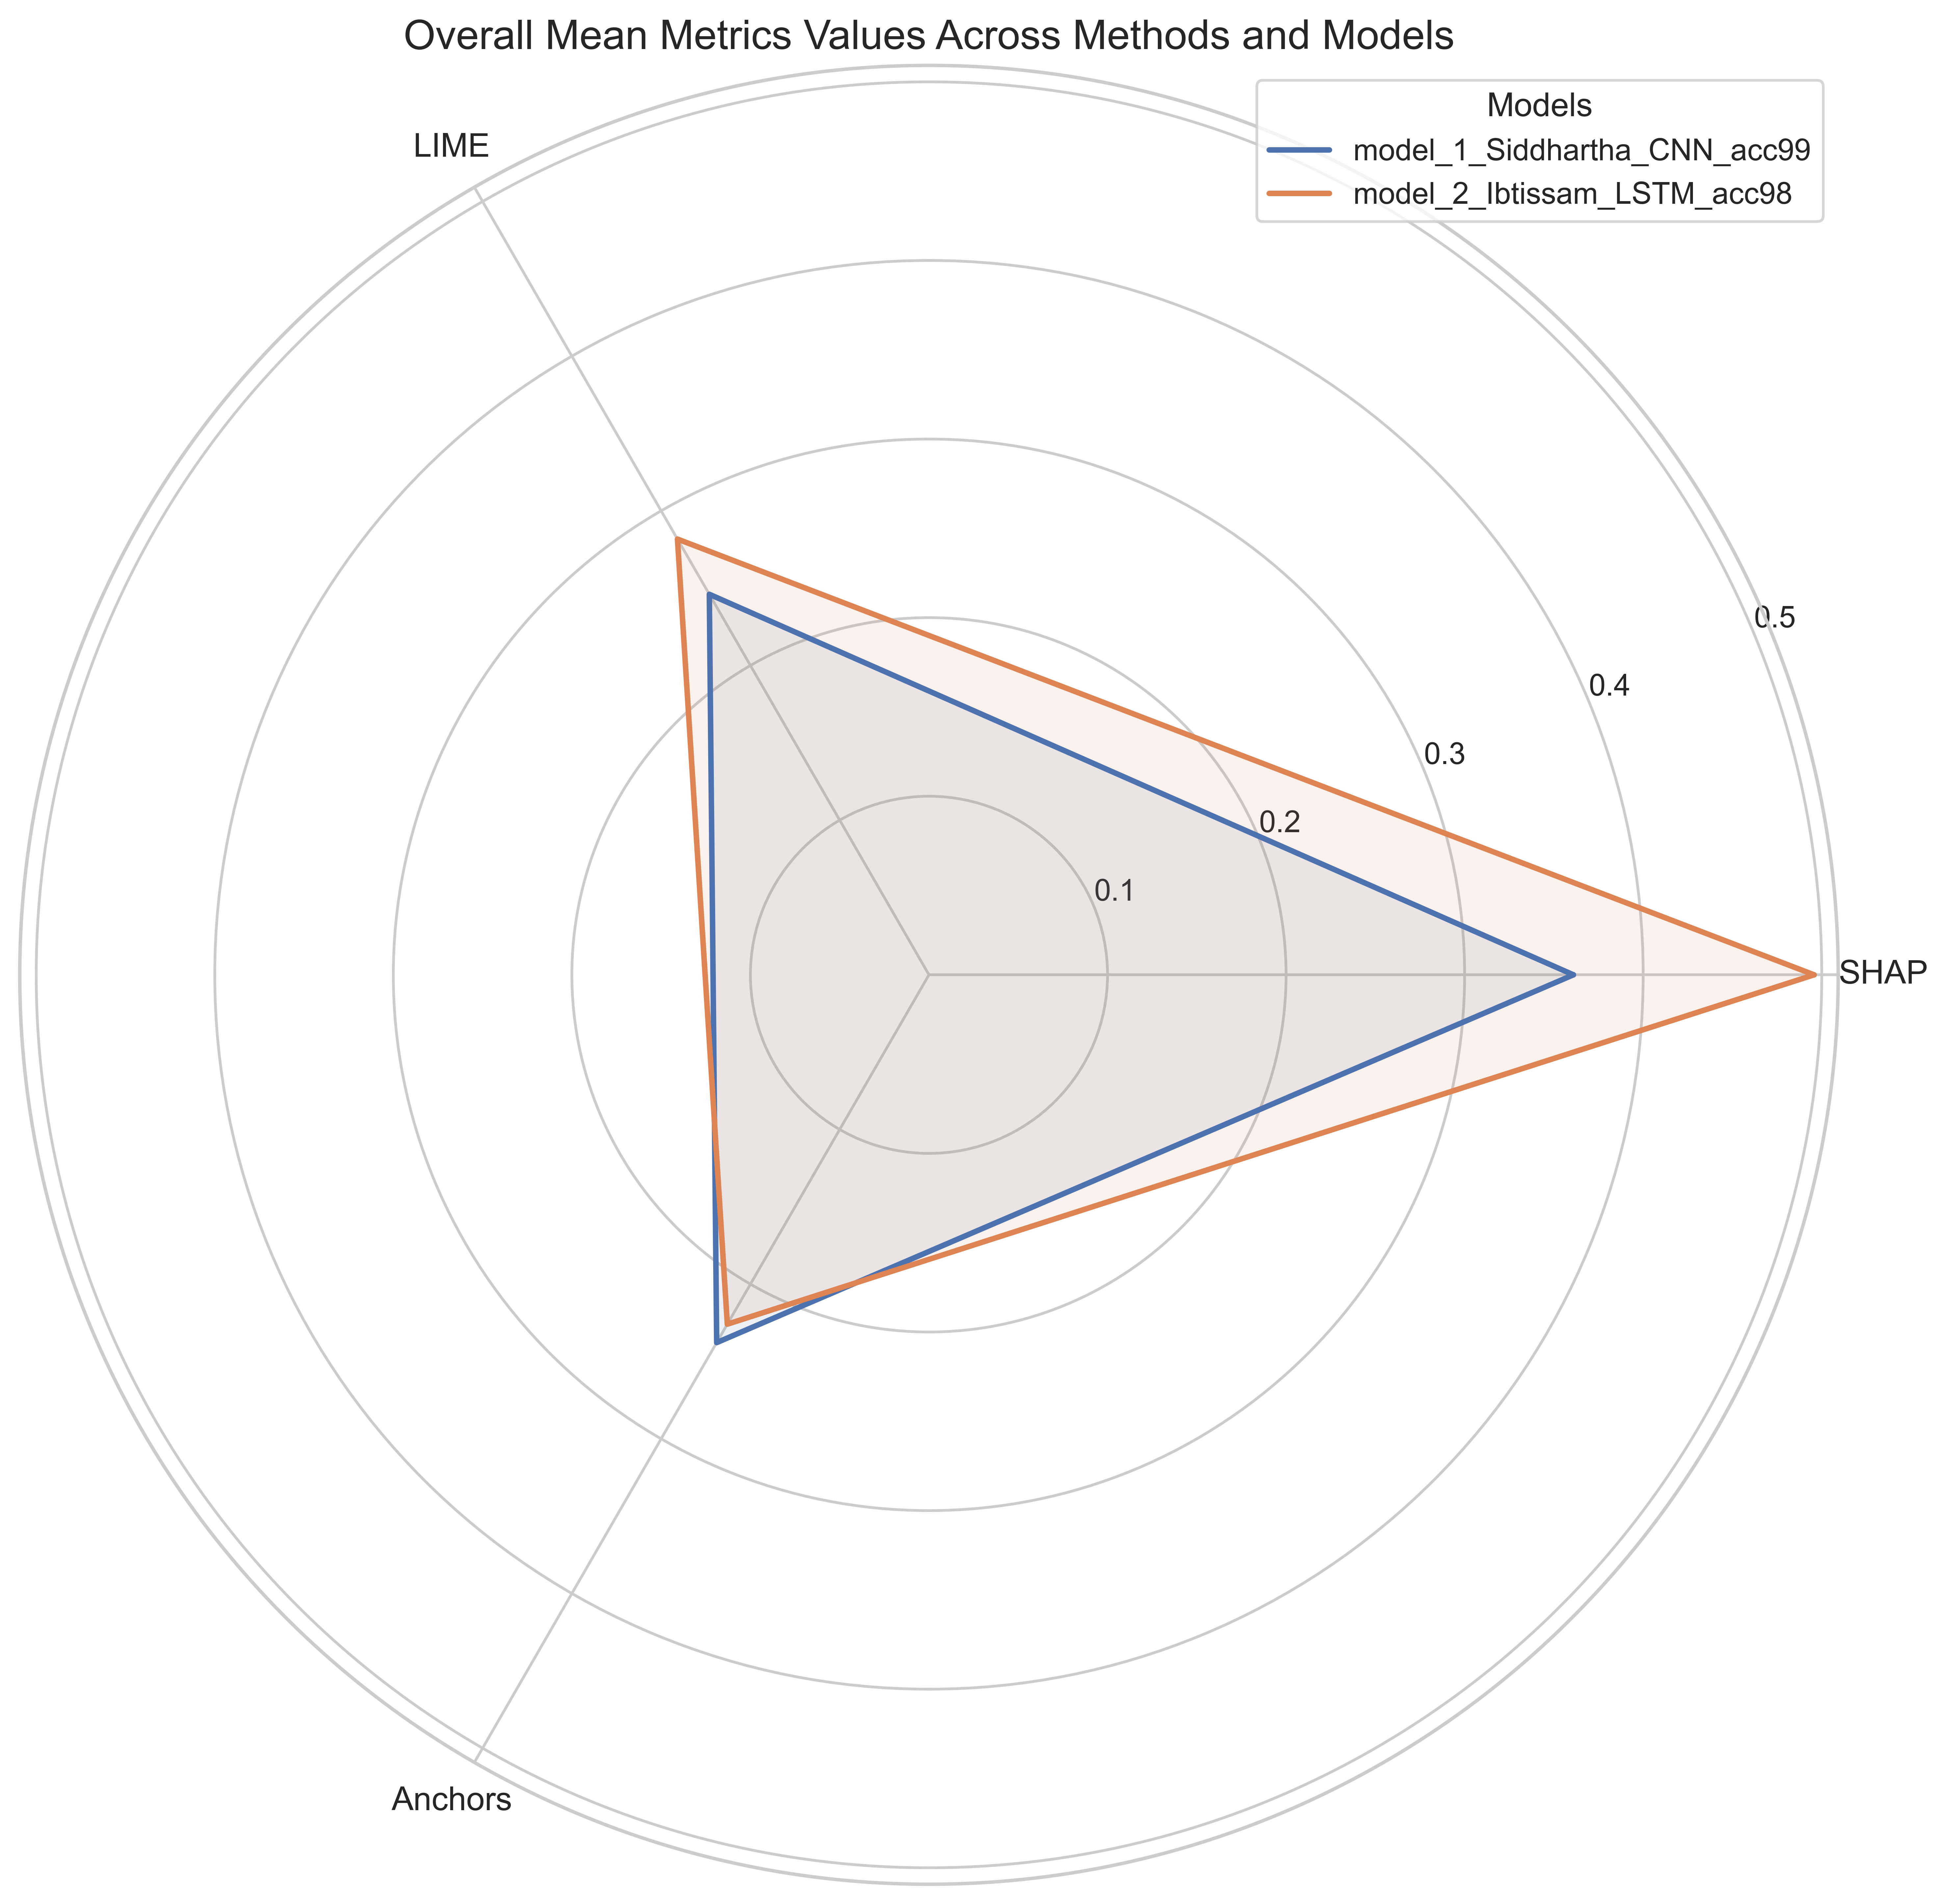 Overall Mean Metrics Values Across Methods and Models
Models
model_1_Siddhartha_CNN_acc99
model_2_Ibtissam_LSTM_acc98
LIME
0.5
0.4
0.3
0.2
0.1
SHAP
Anchors